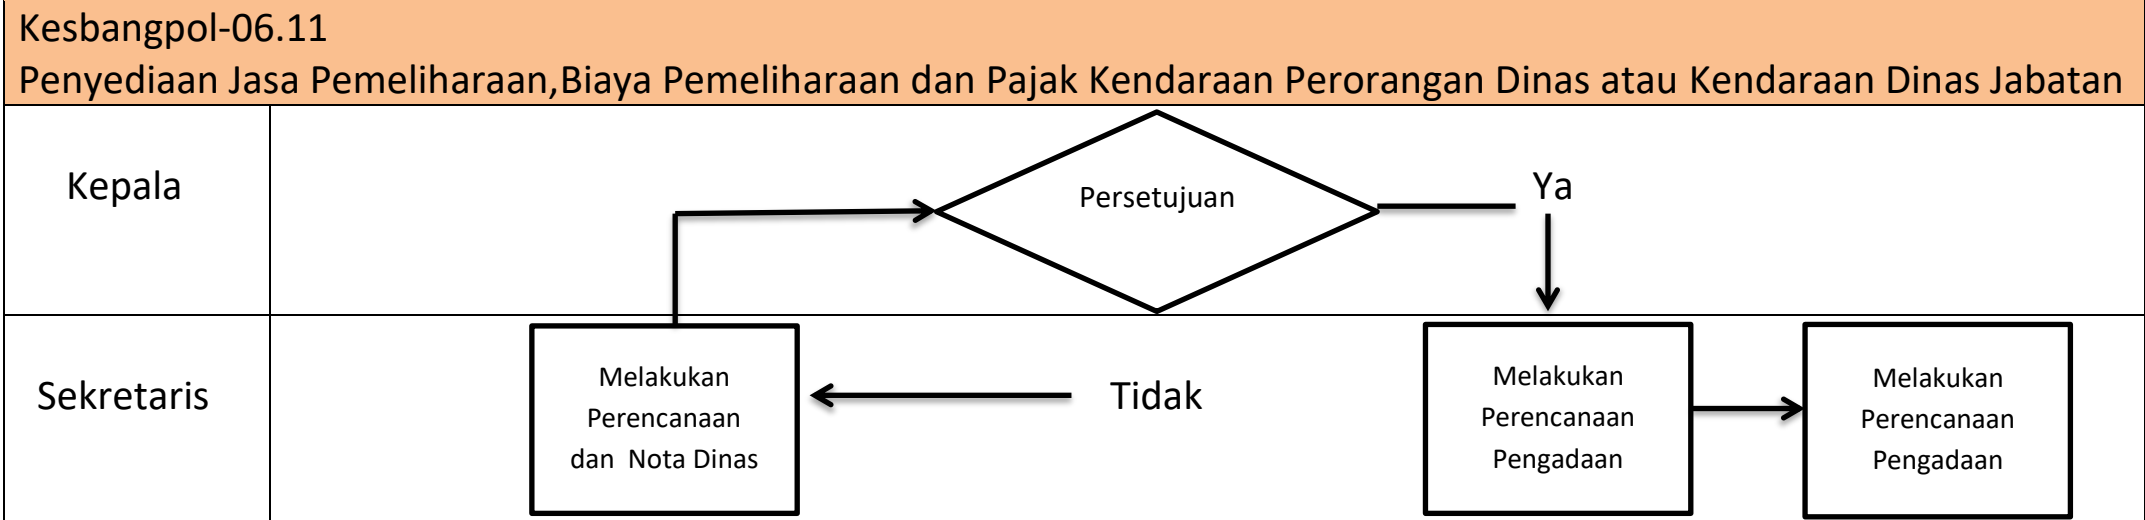 Kesbangpol-06.11
Penyediaan Jasa Pemeliharaan,Biaya Pemeliharaan dan Pajak Kendaraan Perorangan Dinas atau Kendaraan Dinas Jabatan
Kepala
Persetujuan
Ya
Sekretaris
Melakukan
Perencanaan
dan Nota Dinas
Tidak
Melakukan
Perencanaan
Pengadaan
Melakukan
Perencanaan
Pengadaan